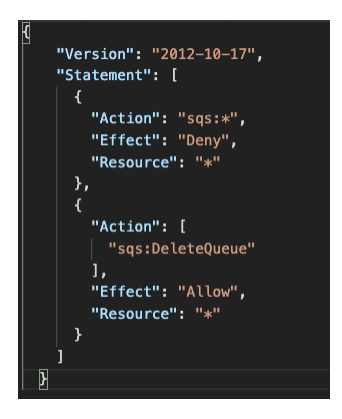 {
"Version": "2012-10-17",
"Statement": [
{
"Action": "sqs:*",
"Effect": "Deny",
"Resource": "*"
},
{
"Action": [
"sqs:DeleteQueue"
],
"Effect": "Allow",
"Resource": "*"
}
]
}